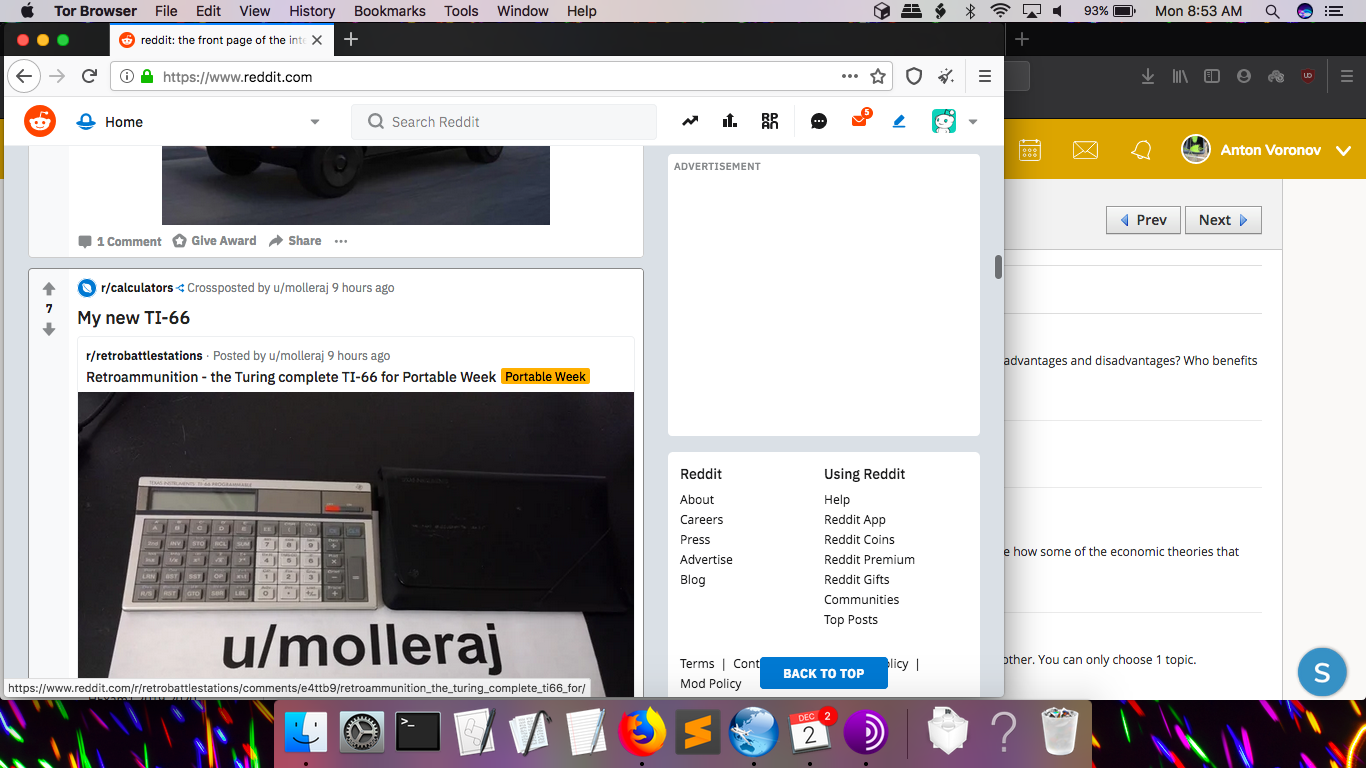 Tor Browser File Edit View History Bookmarks Tools Window Help 93% Mon 8:53 AM
reddit: the front page of the inte
https://www.reddit.com
Home
Search Reddit
5
Anton Voronov
Prev
Next
1 Comment Give Award Share
ADVERTISEMENT
r/calculators Crossposted by u/molleraj 9 hours ago
7
My new TI-66
r/retrobattlestations · Posted by u/molleraj 9 hours ago
Retroammunition - the Turing complete TI-66 for Portable Week Portable Week
TEXAS INSTRUMENTS TI-66 PROGRAMMABLE
u/molleraj
Reddit
About
Careers
Press
Advertise
Blog
Using Reddit
Help
Reddit App
Reddit Coins
Reddit Premium
Reddit Gifts
Communities
Top Posts
Terms | Cont
olicy |
Mod Policy
BACK TO TOP
advantages and disadvantages? Who benefits
e how some of the economic theories that
other. You can only choose 1 topic.
S
https://www.reddit.com/r/retrobattlestations/comments/e4ttb9/retroammunition_the_turing_complete_ti66_for/
DEC 2
2